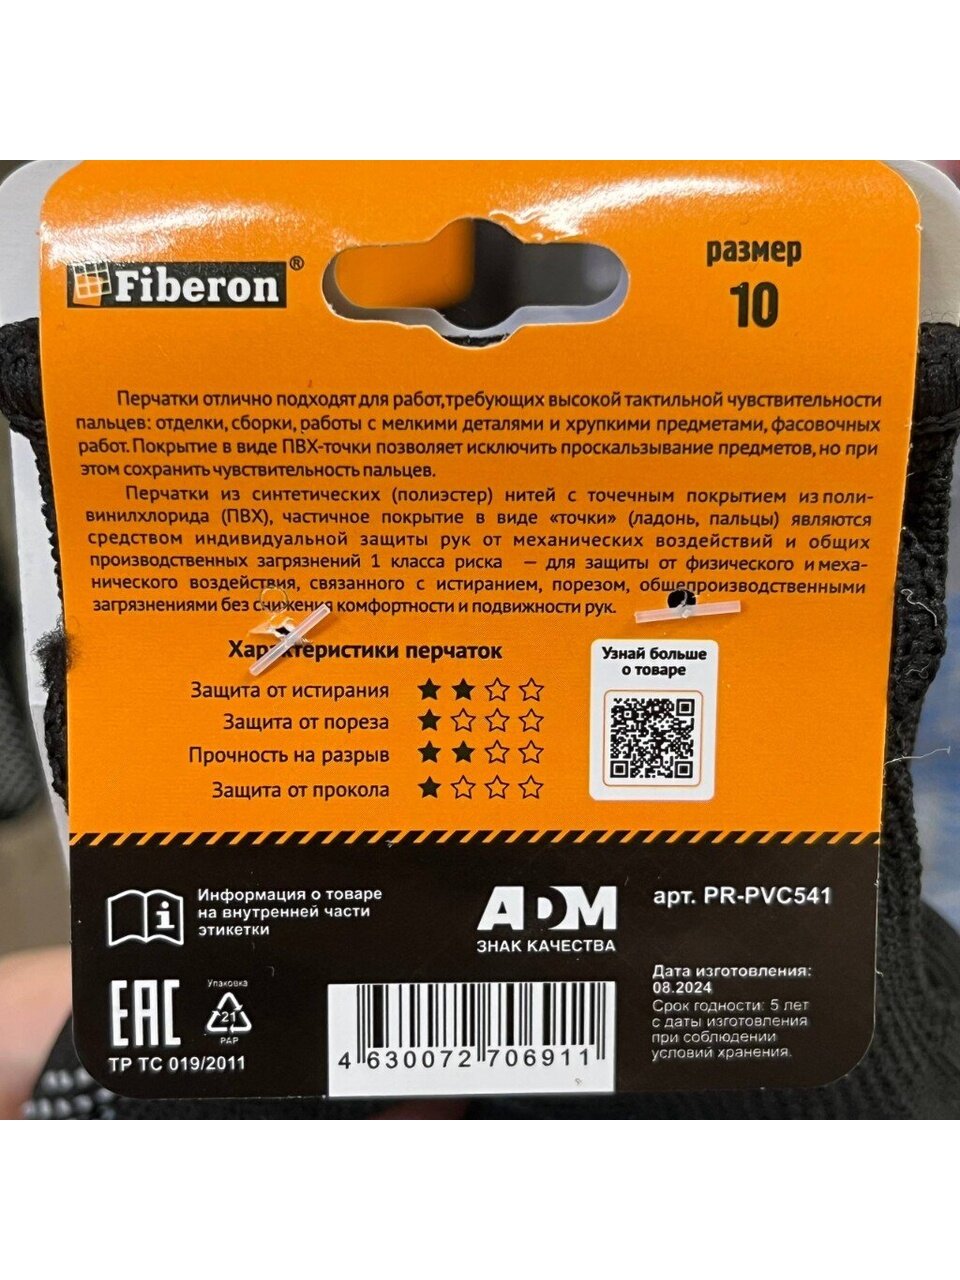 Fiberon®
размер
10
Перчатки отлично подходят для работ, требующих высокой тактильной чувствительности
пальцев: отделки, сборки, работы с мелкими деталями и хрупкими предметами, фасовочных
работ. Покрытие в виде ПВХ-точки позволяет исключить проскальзывание предметов, но при
этом сохранить чувствительность пальцев.
Перчатки из синтетических (полиэстер) нитей с точечным покрытием из поли-
винилхлорида (ПВХ), частичное покрытие в виде «точки» (ладонь, пальцы) являются
средством индивидуальной защиты рук от механических воздействий и общих
производственных загрязнений 1 класса риска — для защиты от физического и меха-
нического воздействия, связанного с истиранием, порезом, общепроизводственными
загрязнениями без снижения комфортности и подвижности рук.
Характеристики перчаток
Защита от истирания
Защита от пореза
Прочность на разрыв
Защита от прокола
Узнай больше
о товаре
Информация о товаре
на внутренней части
этикетки
ADM
ЗНАК КАЧЕСТВА
арт. PR-PVC541
EAC
ТР ТС 019/2011
Упаковка
21
PAP
4 630072 706911
Дата изготовления:
08.2024
Срок годности: 5 лет
с даты изготовления
при соблюдении
условий хранения.